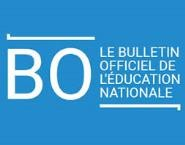 BO
LE BULLETIN
OFFICIEL DE
L'ÉDUCATION
NATIONALE